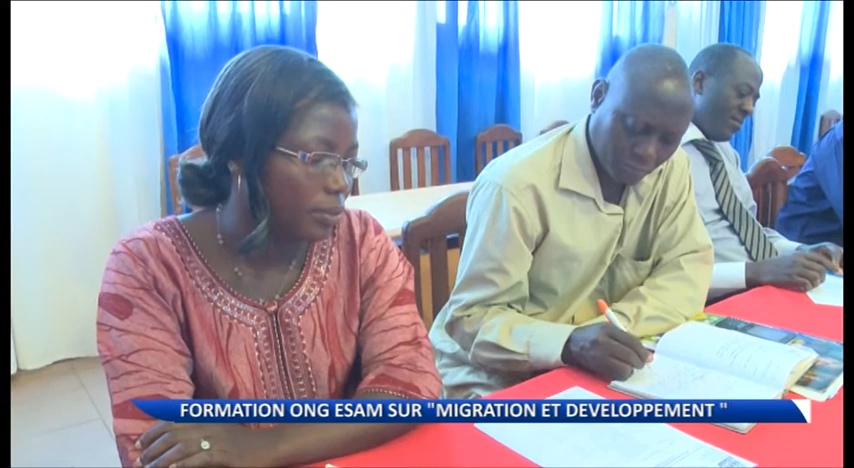 FORMATION ONG ESAM SUR "MIGRATION ET DEVELOPPEMENT "